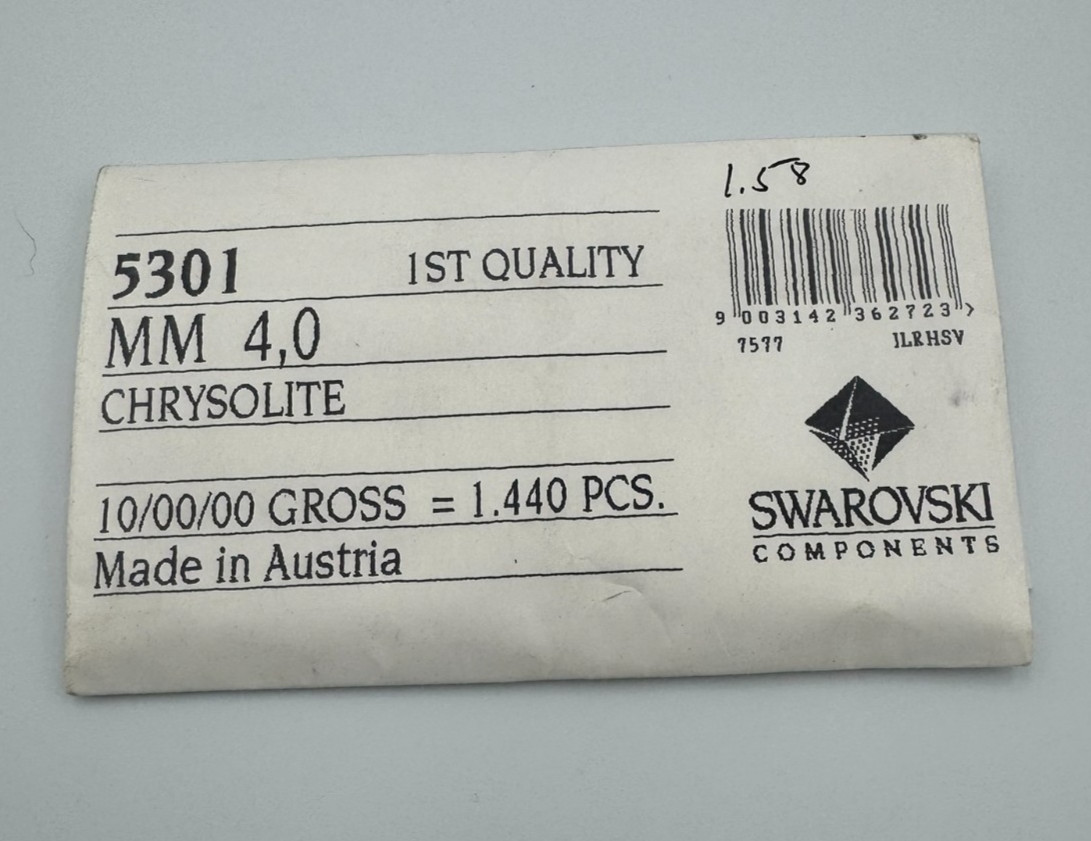 1.58
5301 1ST QUALITY
MM 4,0
CHRYSOLITE
10/00/00 GROSS = 1.440 PCS.
Made in Austria
9 003142 362723 >
7577 JLRHSV
SWAROVSKI
COMPONENTS